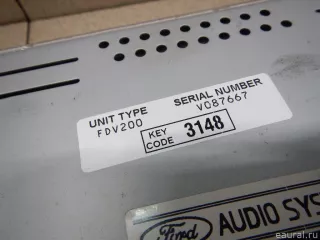 UNIT TYPE SERIAL NUMBER
FDV200 V087667
KEY CODE 3148
Ford AUDIO SYS
© eaural.ru